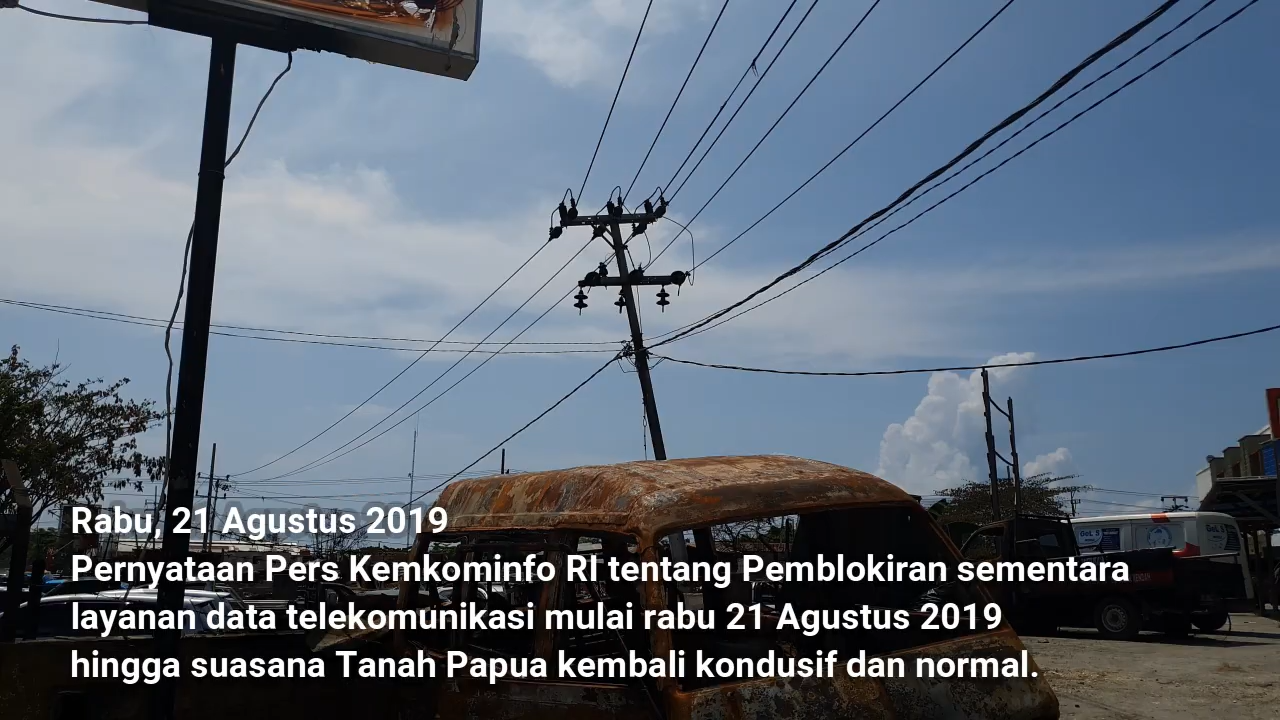 Rabu, 21 Agustus 2019
Pernyataan Pers Kemkominfo RI tentang Pemblokiran sementara
layanan data telekomunikasi mulai rabu 21 Agustus 2019
hingga suasana Tanah Papua kembali kondusif dan normal.